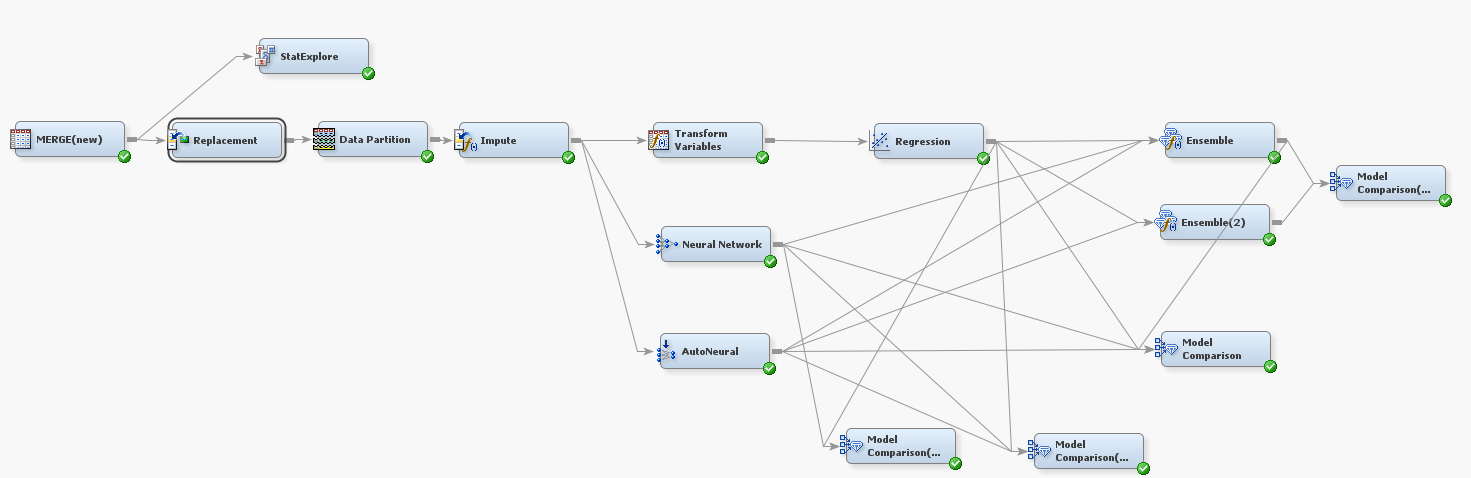 StatExplore
MERGE(new)
Replacement
Data Partition
Impute
Transform
Variables
Regression
Ensemble
Model
Comparison(...
Ensemble(2)
Neural Network
AutoNeural
Model
Comparison
Model
Comparison(...
Model
Comparison(...